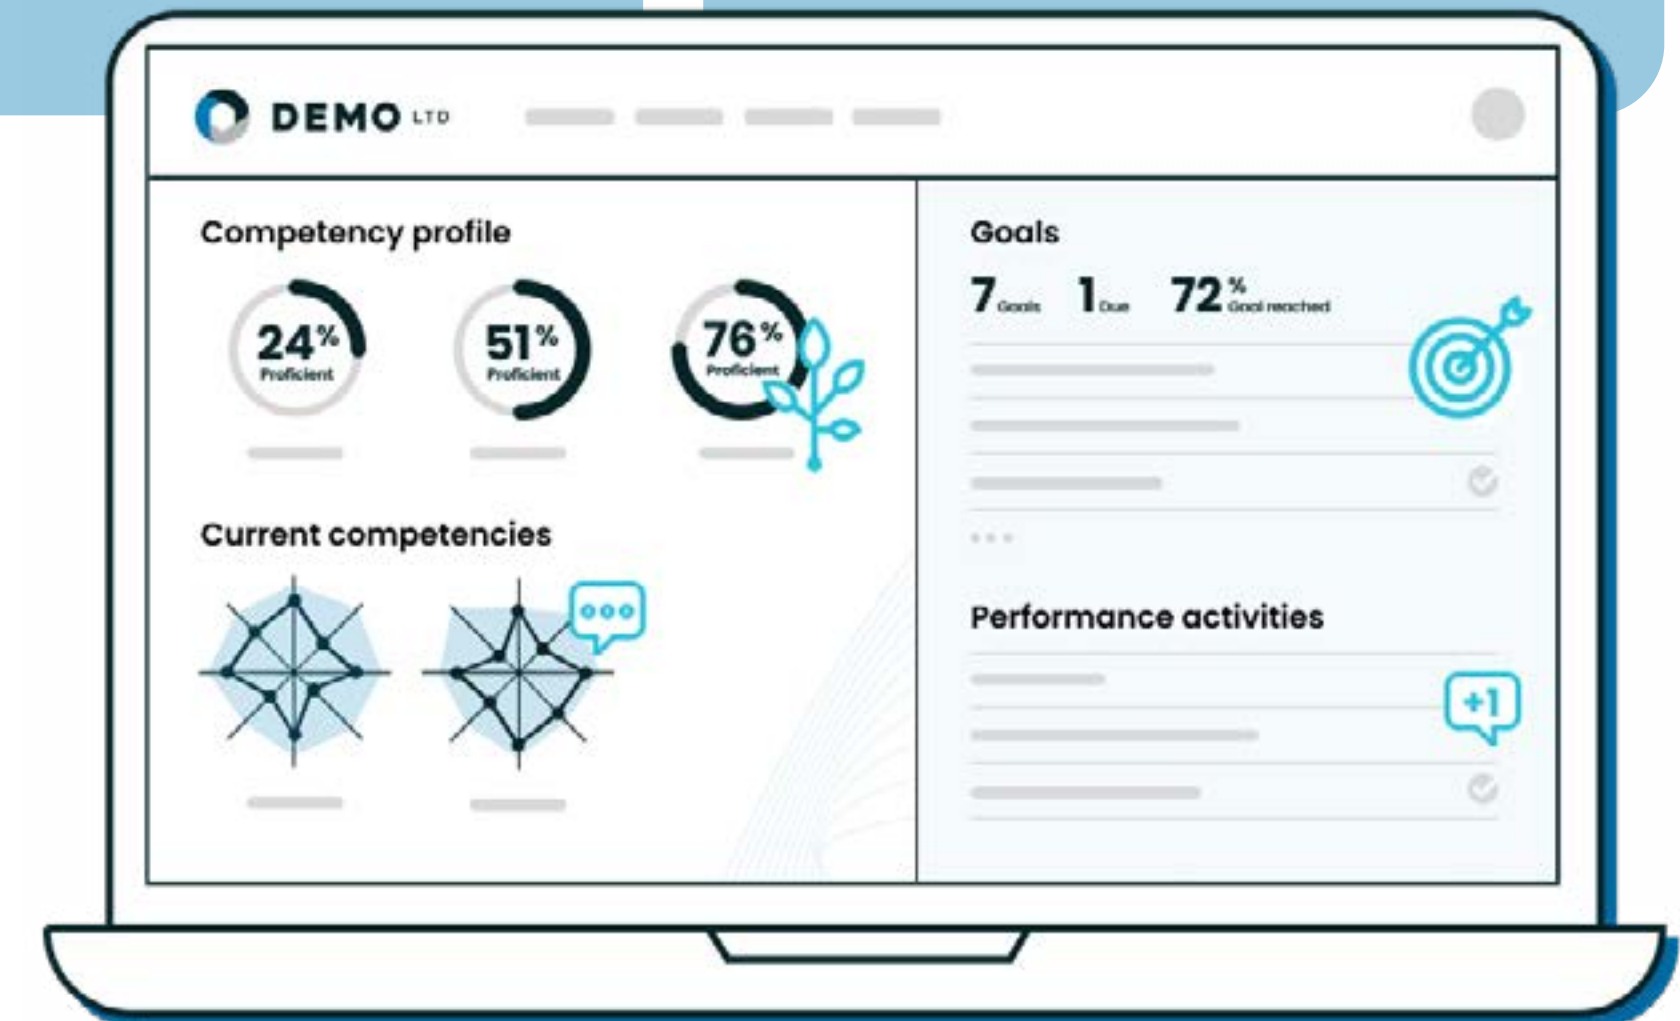 DEMO LTD
Competency profile
24% Proficient
51% Proficient
76% Proficient
Current competencies
Goals
7 Goals 1 Due 72% Goal reached
Performance activities
+1